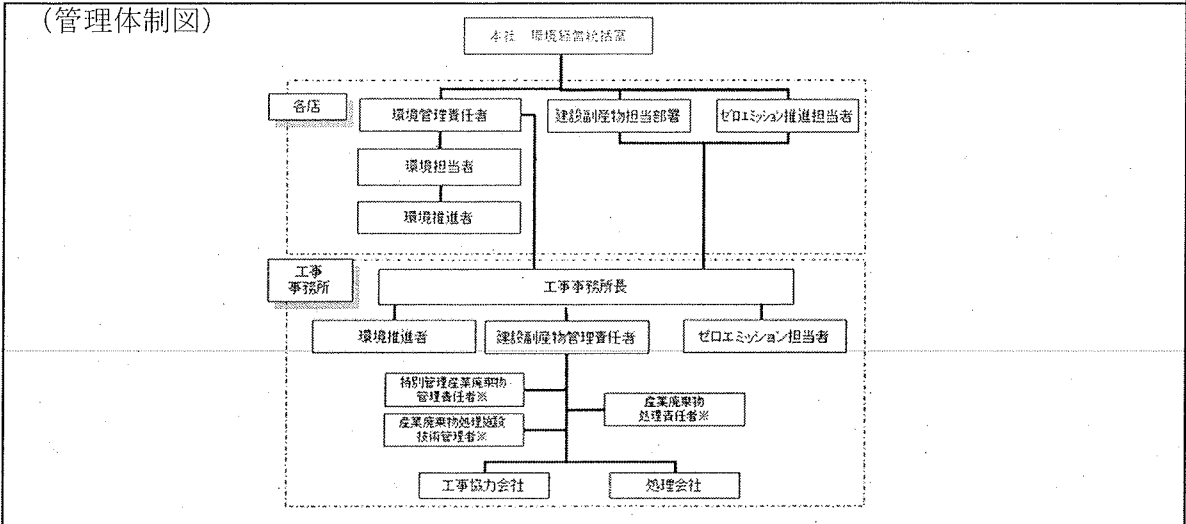 (管理体制図)
本社 環境経営統括室
各店
環境管理責任者
建設副産物担当部署
ゼロエミッション推進担当者
環境担当者
環境推進者
工事
事務所
工事事務所長
環境推進者
建設副産物管理責任者
ゼロエミッション担当者
特別管理産業廃棄物
管理責任者※
産業廃棄物
処理責任者※
産業廃棄物処理施設
技術管理者※
工事協力会社
処理会社